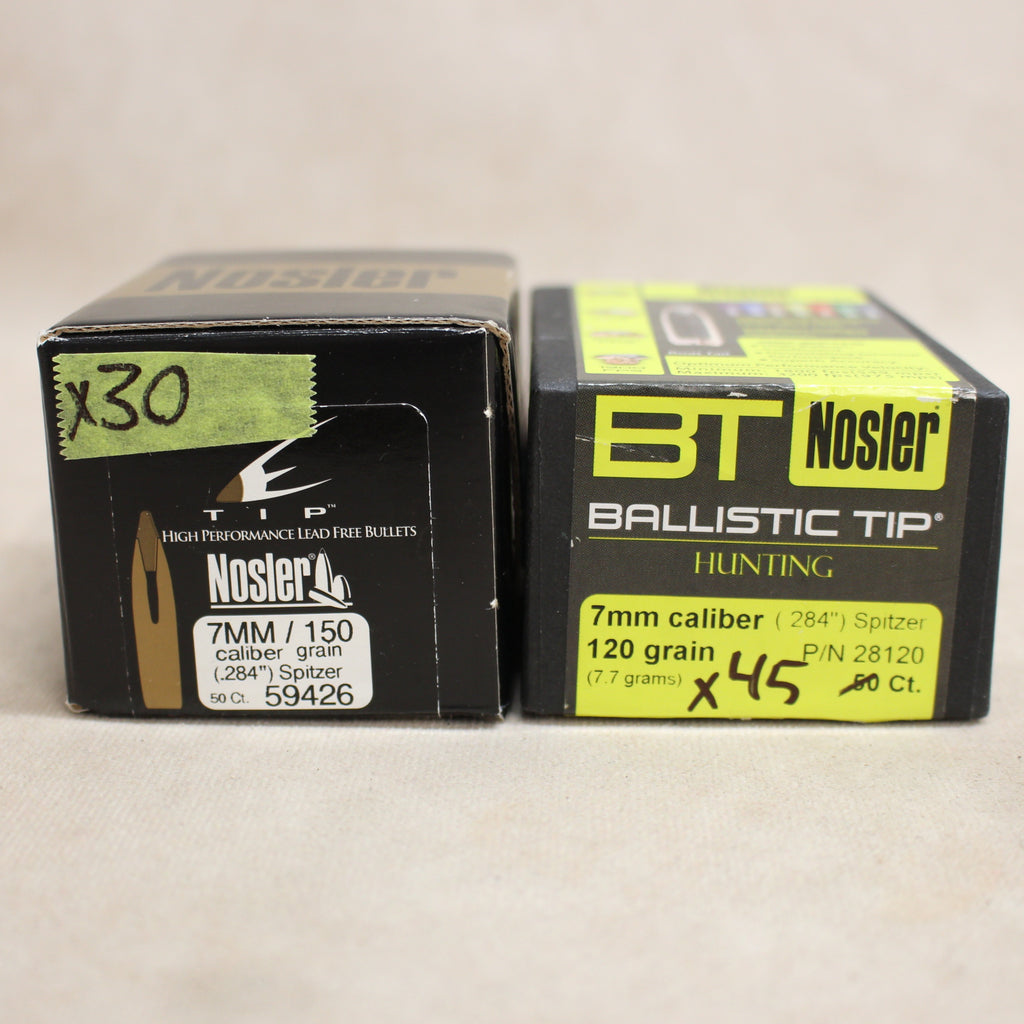 Nosler
x30
TIP™
HIGH PERFORMANCE LEAD FREE BULLETS
Nosler®
7MM / 150
caliber grain
(.284") Spitzer
50 Ct. 59426
BT Nosler®
BALLISTIC TIP®
HUNTING
7mm caliber (.284") Spitzer
120 grain P/N 28120
(7.7 grams) x45 50 Ct.